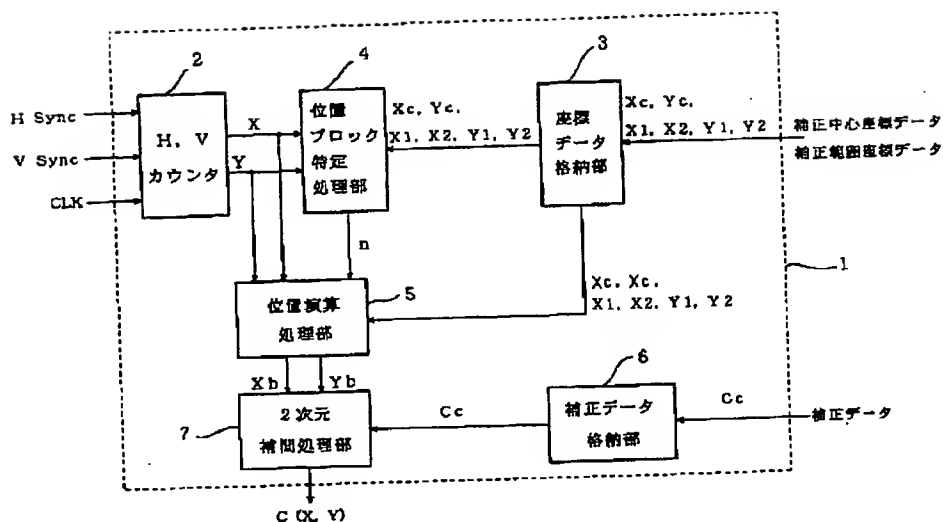 2
4
3
H Sync
V Sync
CLK
H, V
カウンタ
X
Y
位置
ブロック
特定
処理部
Xc, Yc,
X1, X2, Y1, Y2
座標
データ
格納部
Xc, Yc,
X1, X2, Y1, Y2
補正中心座標データ
補正範囲座標データ
n
1
位置演算
処理部
5
Xc, Xc,
X1, X2, Y1, Y2
Xb
Yb
6
7
2次元
補間処理部
Cc
補正データ
格納部
Cc
補正データ
C (X, Y)